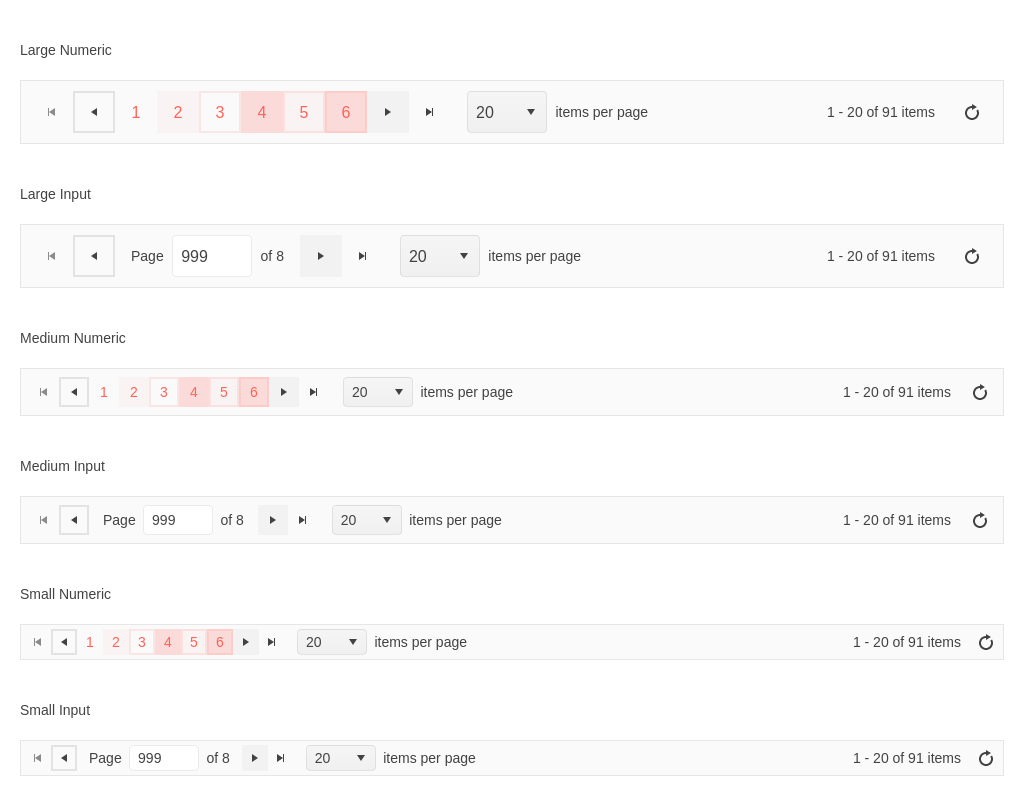 Large Numeric
1 2 3 4 5 6 20 items per page 1 - 20 of 91 items
Large Input
Page 999 of 8 20 items per page 1 - 20 of 91 items
Medium Numeric
1 2 3 4 5 6 20 items per page 1 - 20 of 91 items
Medium Input
Page 999 of 8 20 items per page 1 - 20 of 91 items
Small Numeric
1 2 3 4 5 6 20 items per page 1 - 20 of 91 items
Small Input
Page 999 of 8 20 items per page 1 - 20 of 91 items